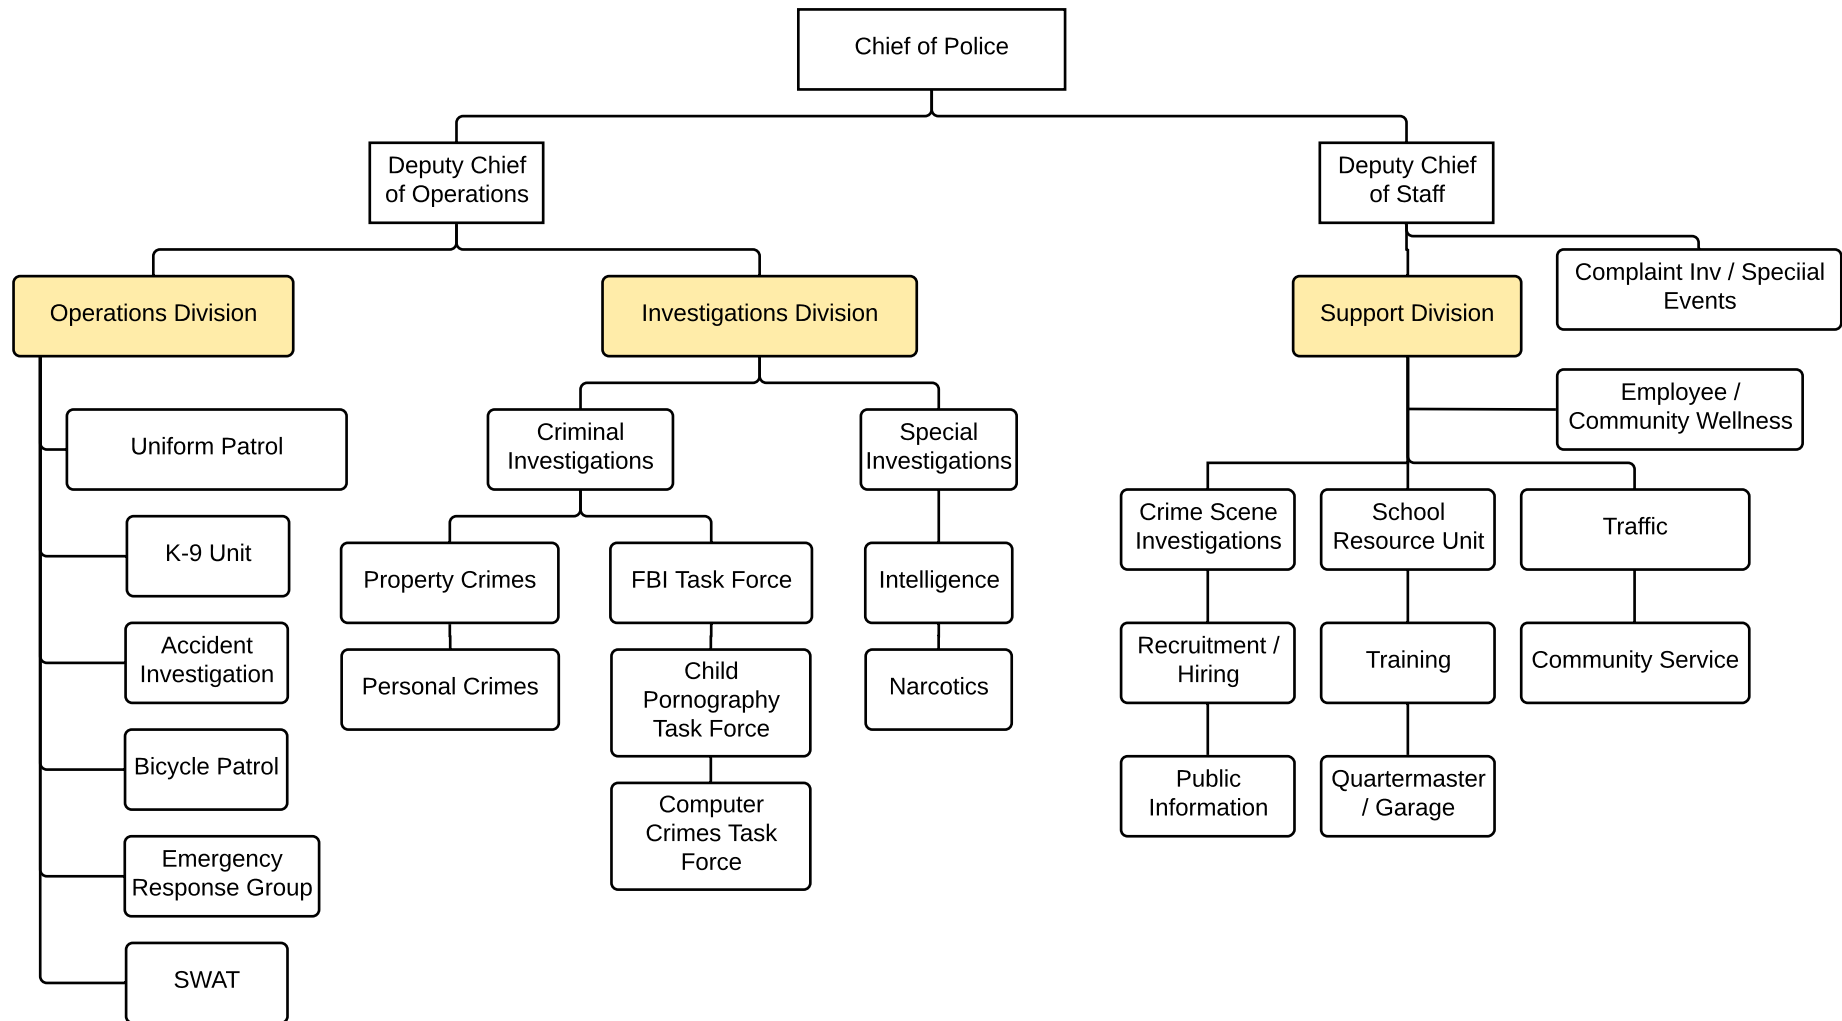 Chief of Police
Deputy Chief
of Operations
Deputy Chief
of Staff
Operations Division
Investigations Division
Support Division
Complaint Inv / Speciial
Events
Employee /
Community Wellness
Uniform Patrol
K-9 Unit
Accident
Investigation
Bicycle Patrol
Emergency
Response Group
SWAT
Criminal
Investigations
Special
Investigations
Property Crimes
Personal Crimes
FBI Task Force
Child
Pornography
Task Force
Computer
Crimes Task
Force
Intelligence
Narcotics
Crime Scene
Investigations
Recruitment /
Hiring
Public
Information
School
Resource Unit
Training
Quartermaster
/ Garage
Traffic
Community Service